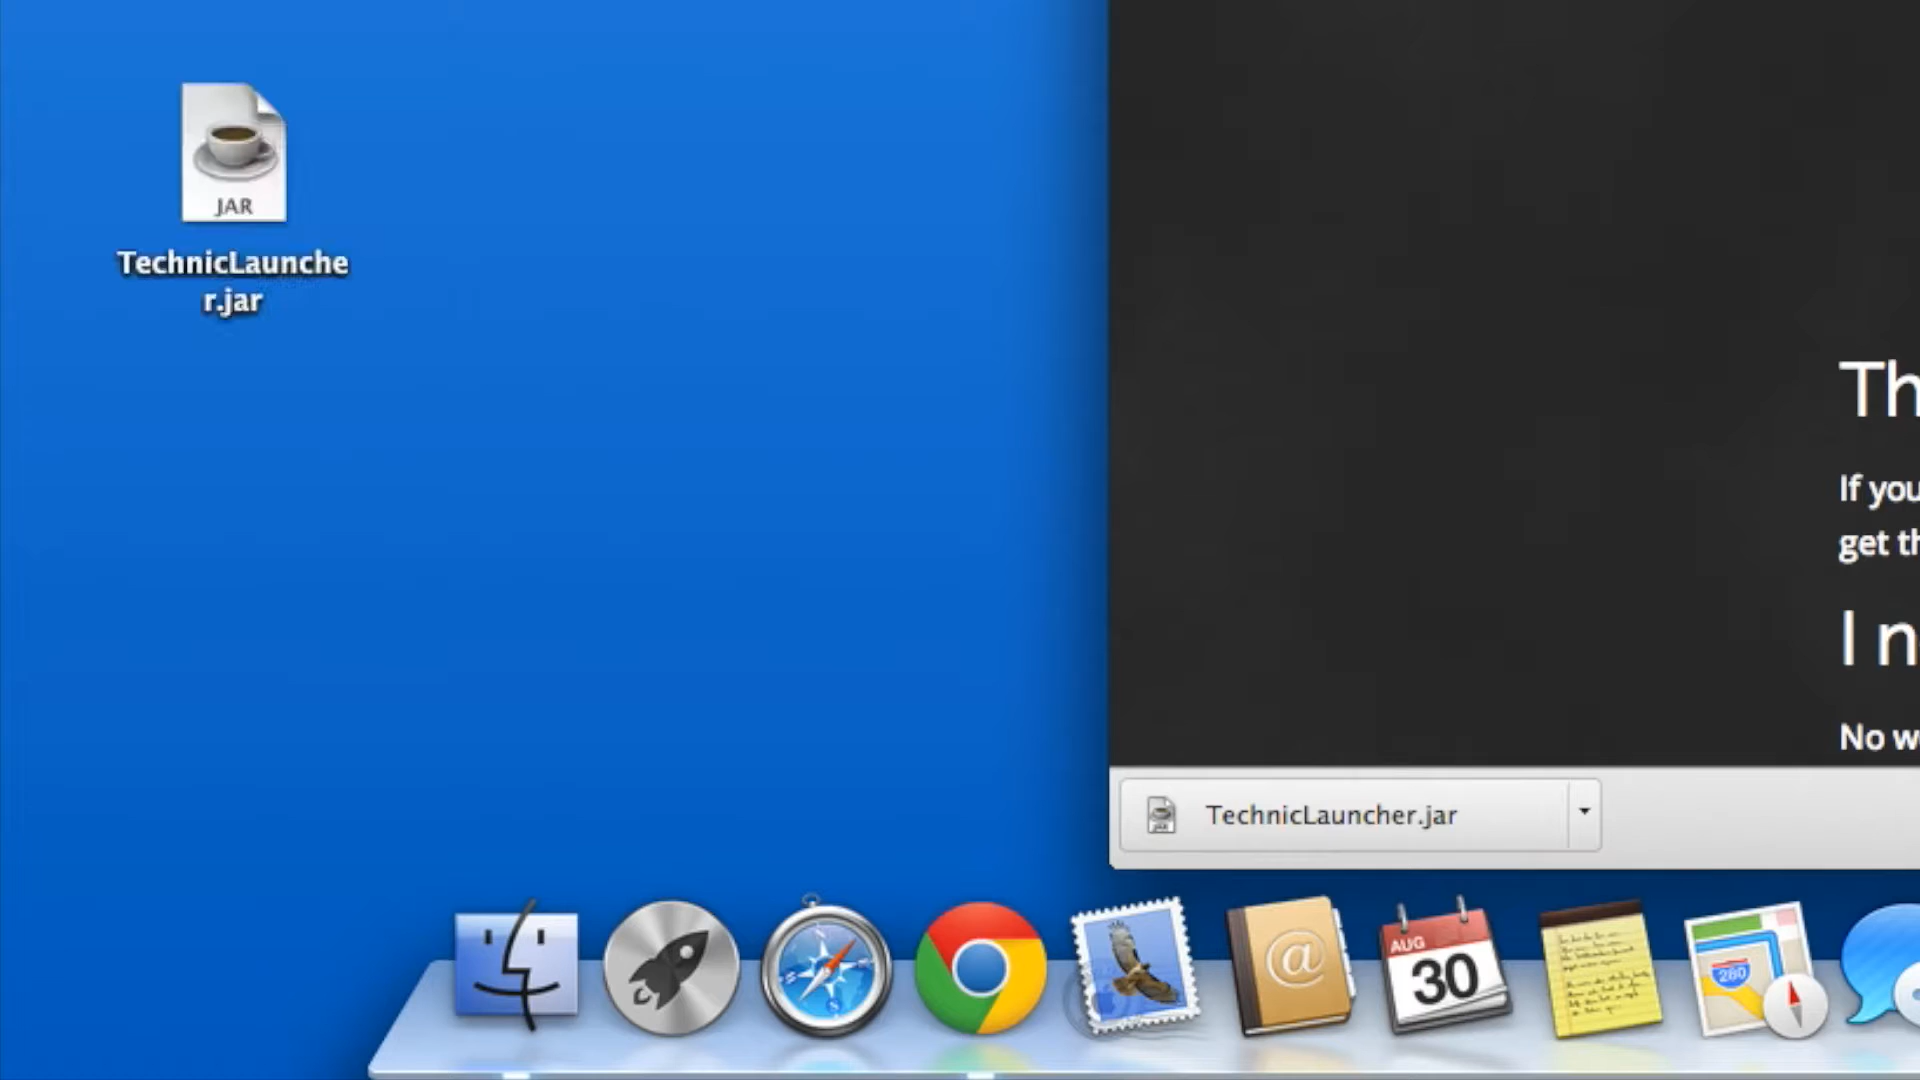 JAR
TechnicLaunche
r.jar
Th
If you
get th
I n
No w
TechnicLauncher.jar
@
AUG
30
280